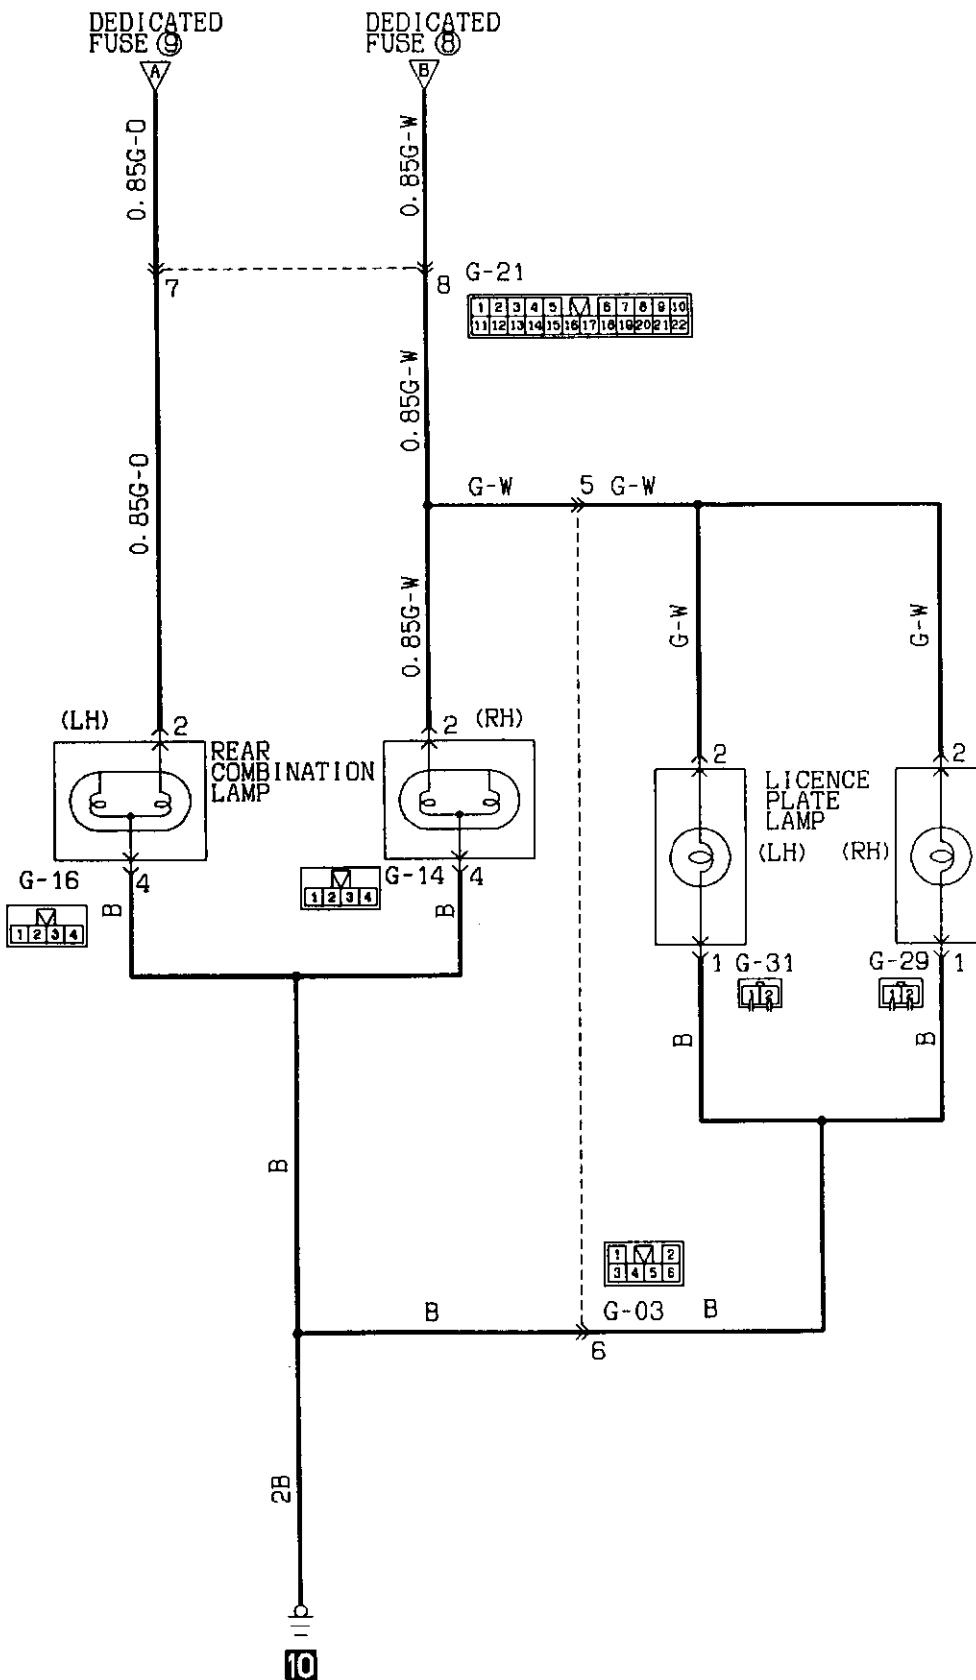 DEDICATED
FUSE ⑨
DEDICATED
FUSE ⑧
A
B
0.85G-O
0.85G-W
7
8
G-21
1 2 3 4 5 6 7 8 9 10
11 12 13 14 15 16 17 18 19 20 21 22
0.85G-O
0.85G-W
G-W
5
G-W
0.85G-W
G-W
G-W
(LH)
2
REAR
COMBINATION
LAMP
2
(RH)
2
LICENCE
PLATE
LAMP
(LH)
(RH)
2
G-16
4
1 2 3 4
B
1 2 3 4
G-14
4
B
1
G-31
1 2
G-29
1
1 2
B
B
B
1 2
3 4 5 6
B
G-03
B
6
2B
10